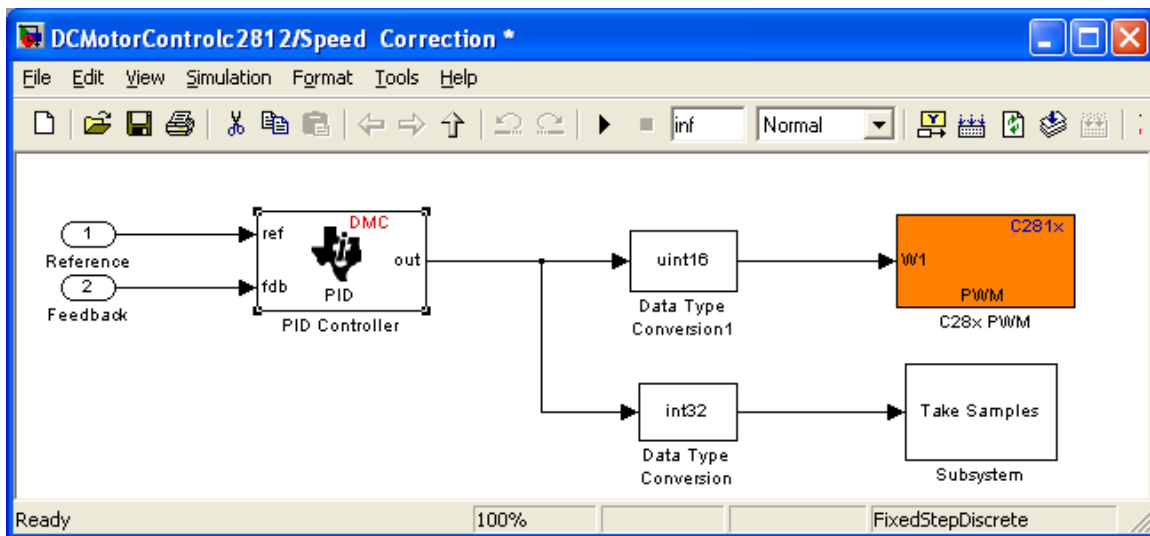 DCMotorControlc2812/Speed Correction *
File Edit View Simulation Format Tools Help
inf Normal
1
Reference
2
Feedback
DMC
ref
out
fdb
PID
PID Controller
uint16
Data Type
Conversion1
C281x
W1
PWM
C28x PWM
int32
Data Type
Conversion
Take Samples
Subsystem
Ready 100% FixedStepDiscrete